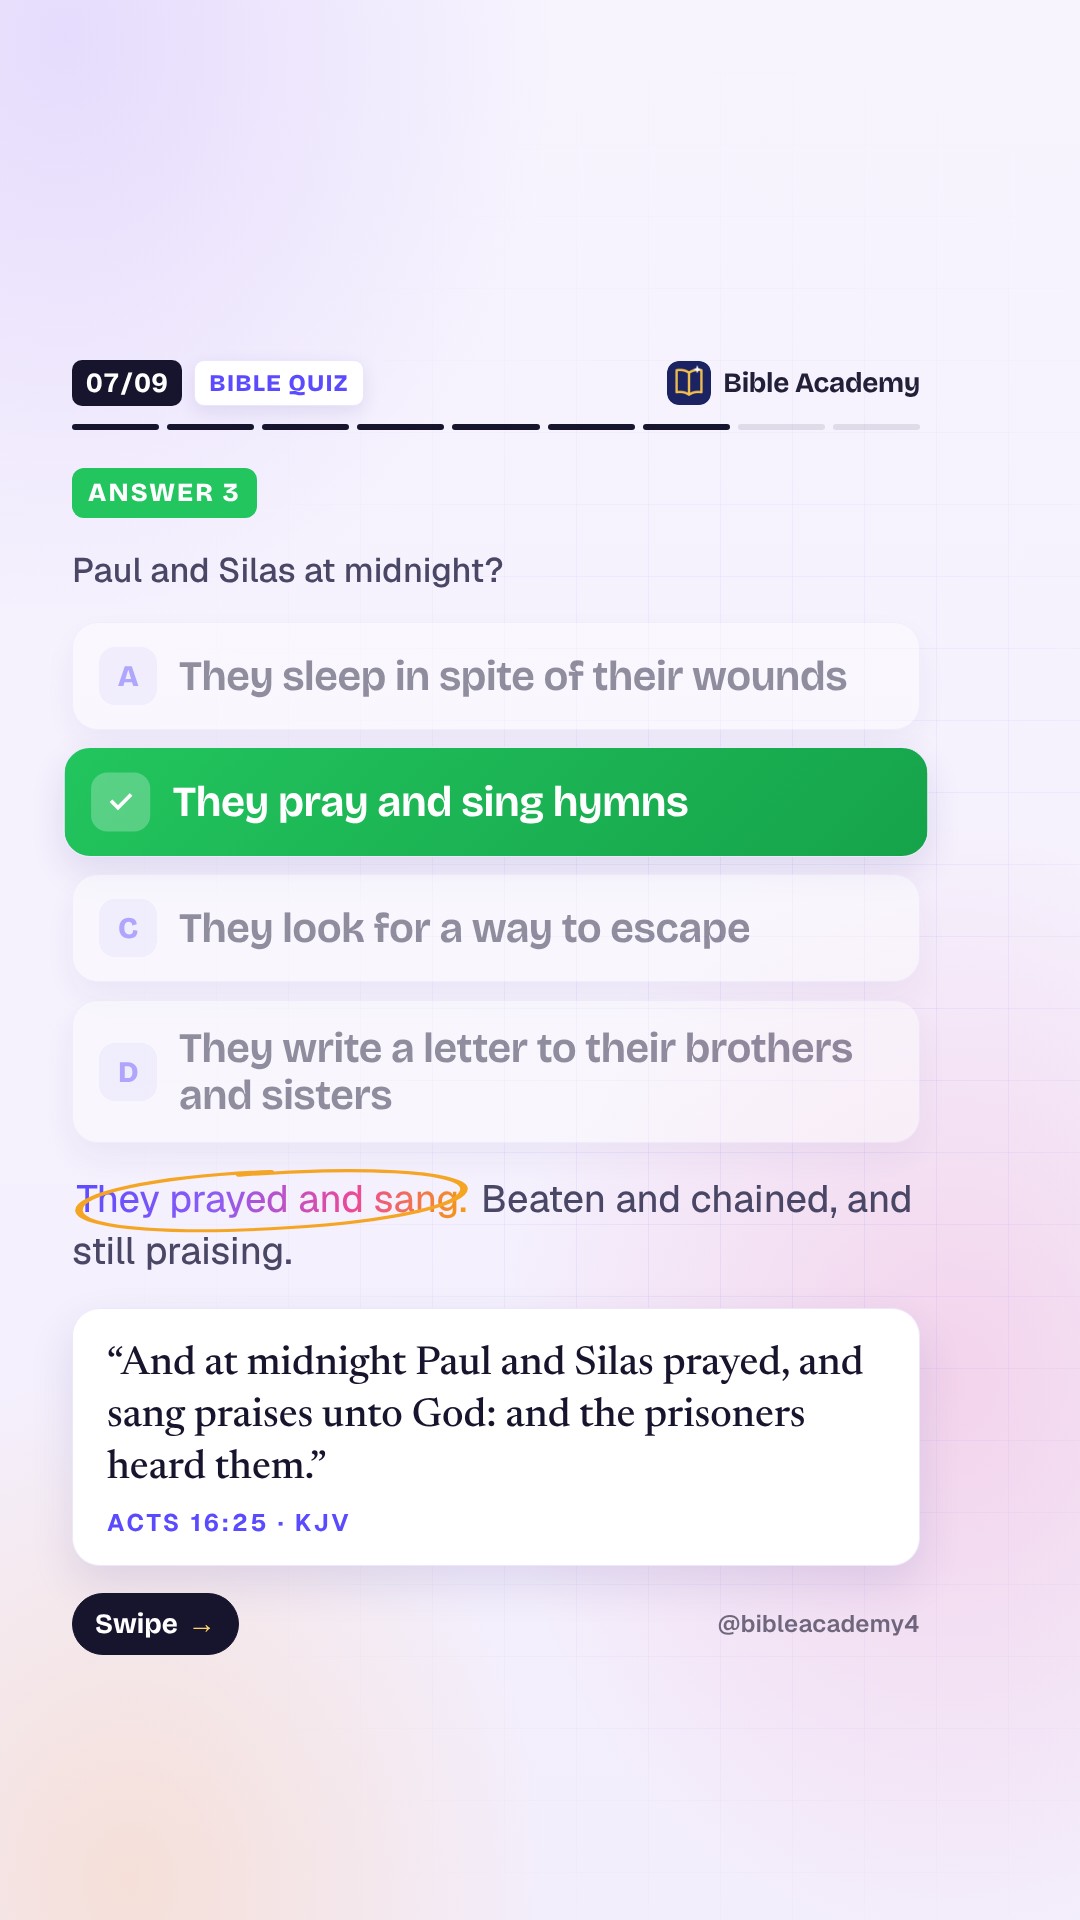 07/09 BIBLE QUIZ Bible Academy
ANSWER 3
Paul and Silas at midnight?
A They sleep in spite of their wounds
✓ They pray and sing hymns
C They look for a way to escape
D They write a letter to their brothers
and sisters
They prayed and sang. Beaten and chained, and
still praising.
“And at midnight Paul and Silas prayed, and
sang praises unto God: and the prisoners
heard them.”
ACTS 16:25 · KJV
Swipe → @bibleacademy4